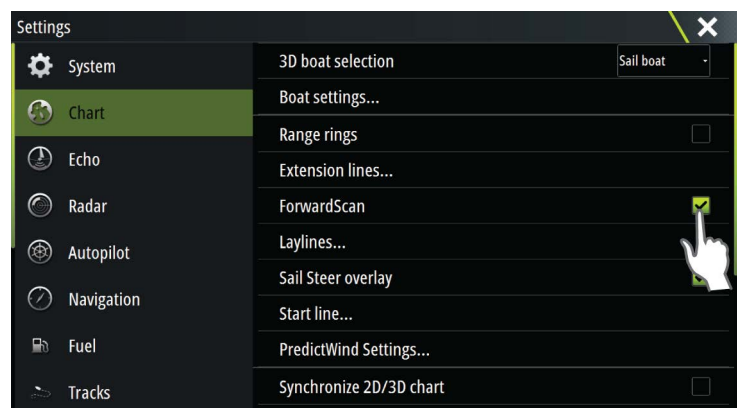 Settings
System
Chart
Echo
Radar
Autopilot
Navigation
Fuel
Tracks
3D boat selection Sail boat
Boat settings...
Range rings
Extension lines...
ForwardScan
Laylines...
Sail Steer overlay
Start line...
PredictWind Settings...
Synchronize 2D/3D chart